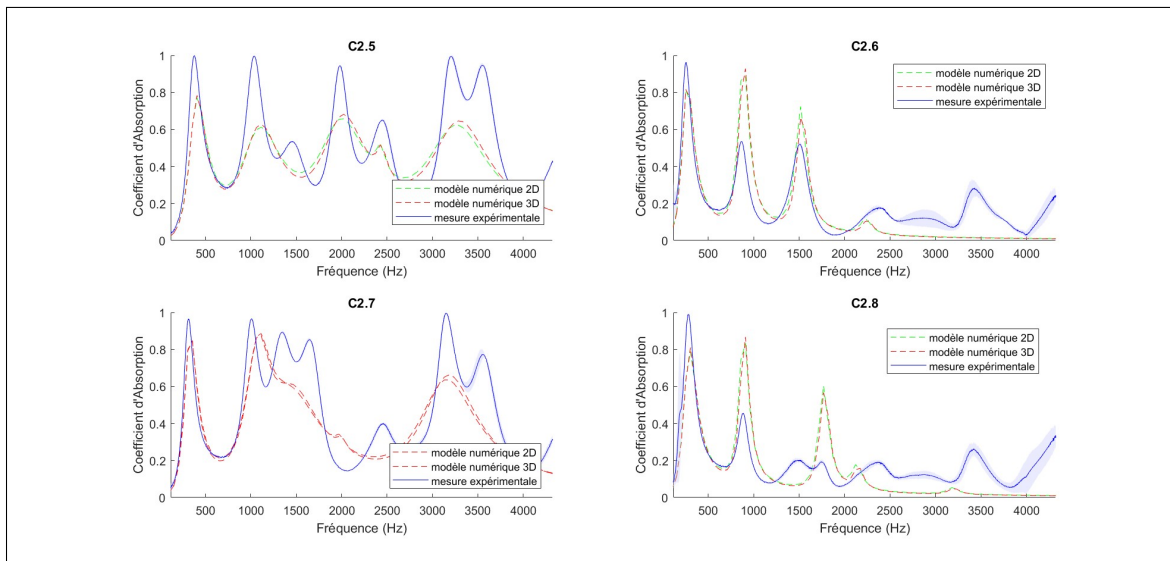 C2.5
1
0.8
0.6
0.4
0.2
0
Coefficient d'Absorption
500 1000 1500 2000 2500 3000 3500 4000
Fréquence (Hz)
modèle numérique 2D
modèle numérique 3D
mesure expérimentale
C2.6
1
0.8
0.6
0.4
0.2
0
Coefficient d'Absorption
500 1000 1500 2000 2500 3000 3500 4000
Fréquence (Hz)
modèle numérique 2D
modèle numérique 3D
mesure expérimentale
C2.7
1
0.8
0.6
0.4
0.2
0
Coefficient d'Absorption
500 1000 1500 2000 2500 3000 3500 4000
Fréquence (Hz)
modèle numérique 2D
modèle numérique 3D
mesure expérimentale
C2.8
1
0.8
0.6
0.4
0.2
0
Coefficient d'Absorption
500 1000 1500 2000 2500 3000 3500 4000
Fréquence (Hz)
modèle numérique 2D
modèle numérique 3D
mesure expérimentale